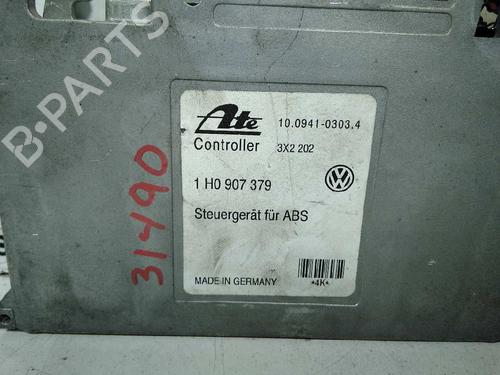 B-PARTS
Ate
10.0941-0303.4
Controller 3X2 202
1 H0 907 379
Steuergerät für ABS
MADE IN GERMANY
*4K*
31490